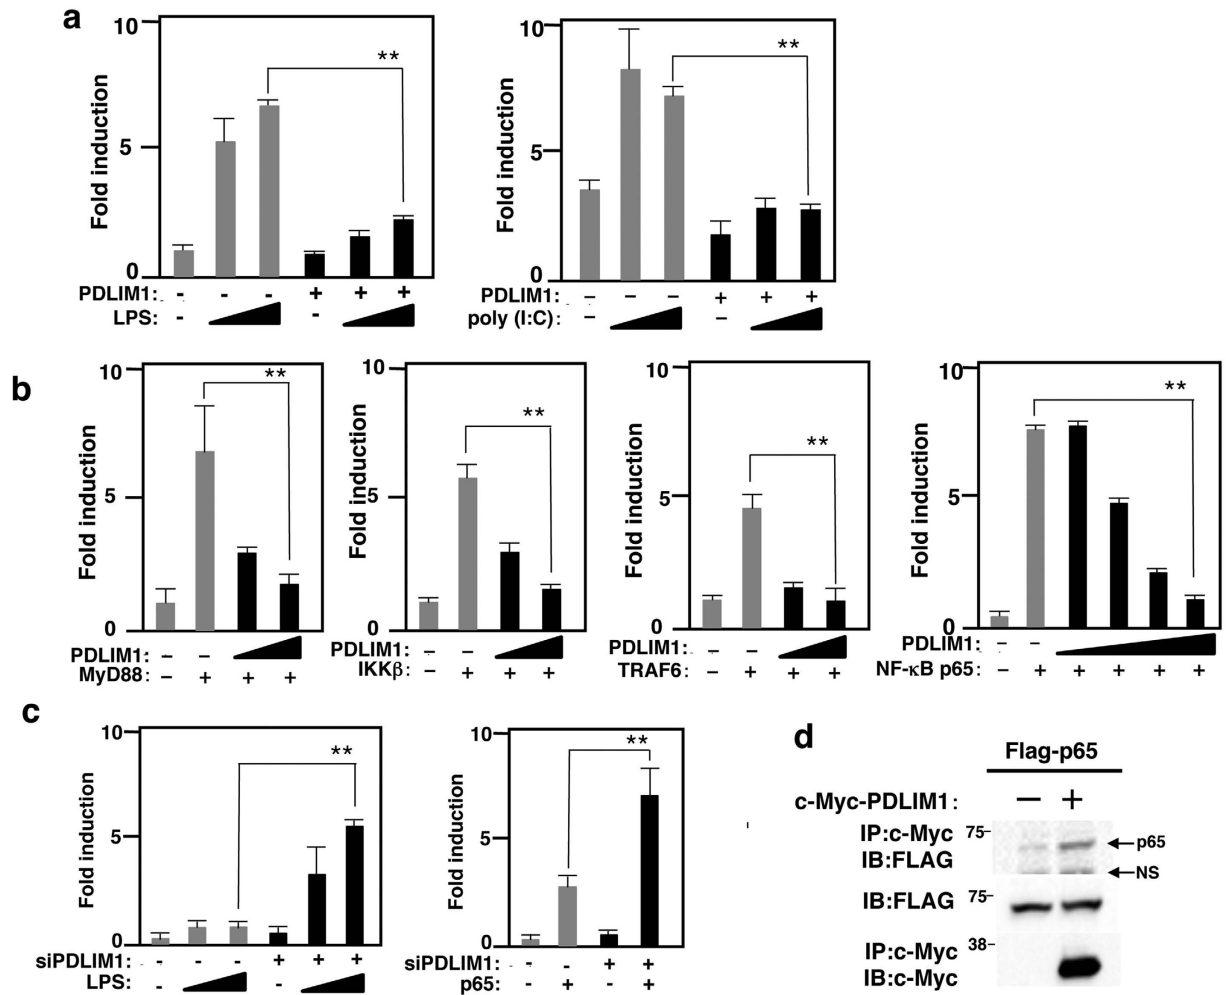 a
10
5
0
Fold induction
**
PDLIM1: - - - + + +
LPS: - -
10
5
0
Fold induction
**
PDLIM1: – – – + + +
poly (I:C): – –
b
10
5
0
Fold induction
**
PDLIM1: – –
MyD88: – + + +
10
5
0
Fold induction
**
PDLIM1: – –
IKKβ: – + + +
10
5
0
Fold induction
**
PDLIM1: – –
TRAF6: – + + +
10
5
0
Fold induction
**
PDLIM1: – –
NF-κB p65: – + + + + +
c
10
5
0
Fold induction
**
siPDLIM1: - - - + + +
LPS: - -
10
5
0
Fold induction
**
siPDLIM1: - - + +
p65: - + - +
d
Flag-p65
c-Myc-PDLIM1: – +
IP:c-Myc
IB:FLAG
75–
p65
NS
IB:FLAG
75–
IP:c-Myc
IB:c-Myc
38–